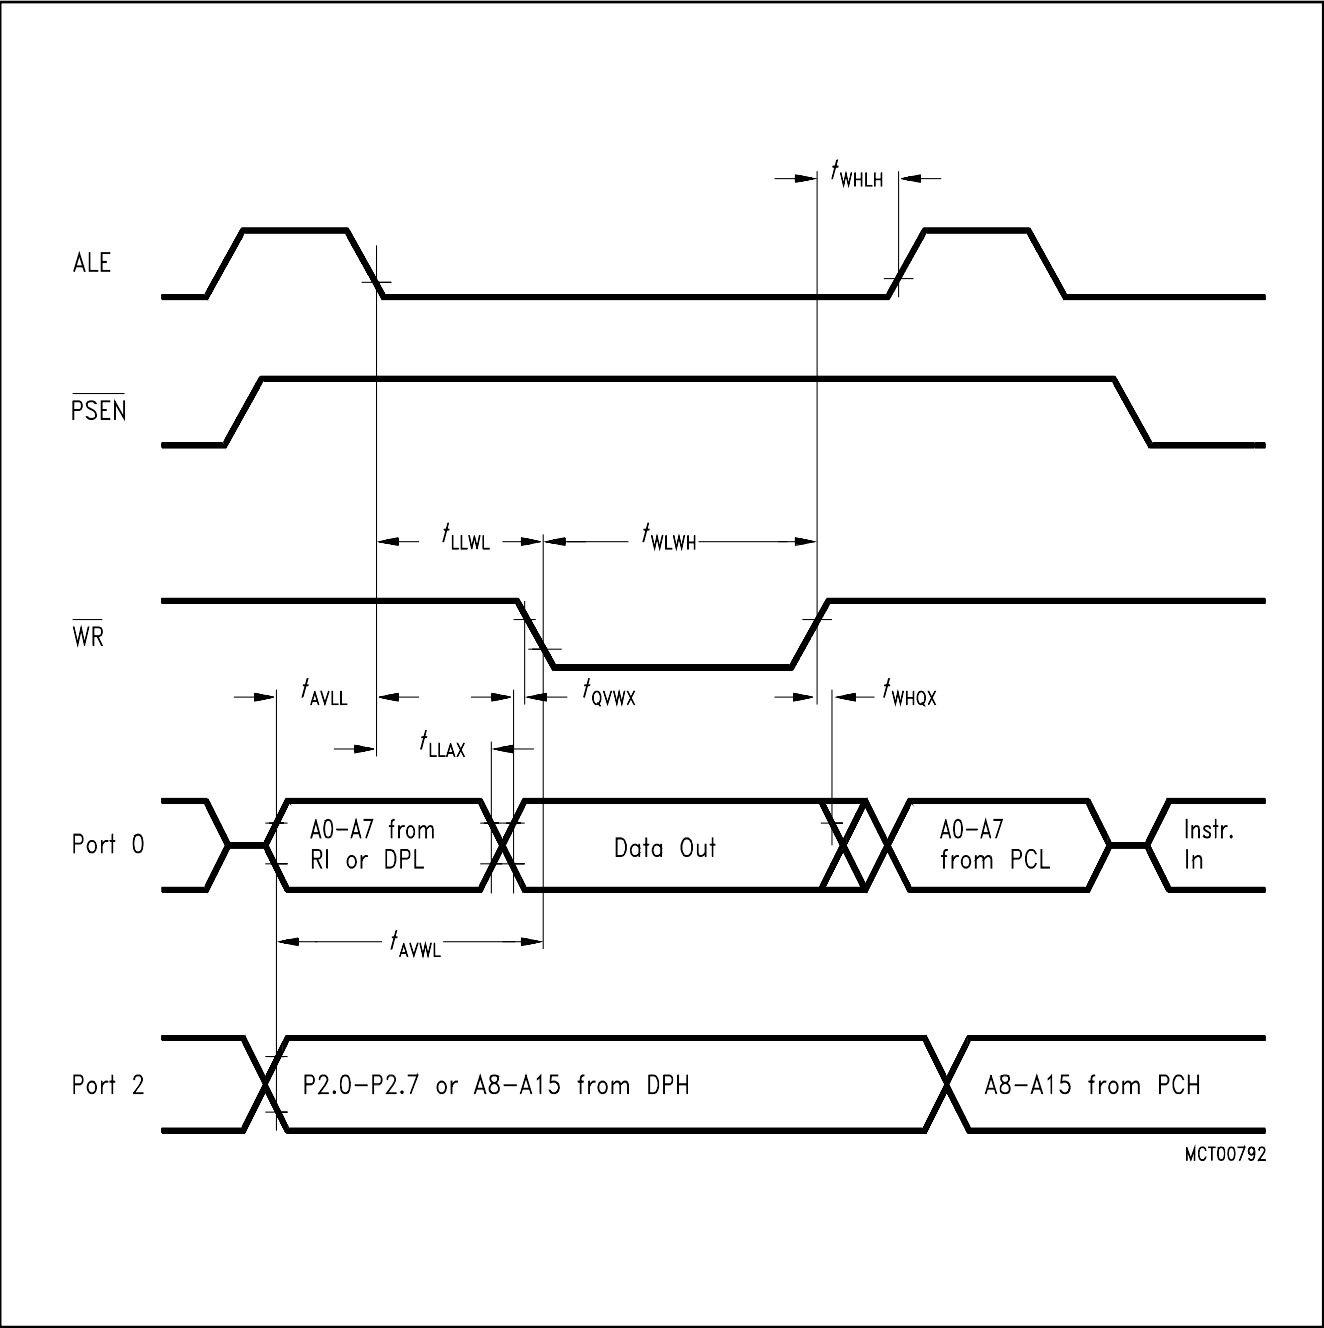 tWHLH
ALE
PSEN
tLLWL
tWLWH
WR
tAVLL
tQVWX
tWHQX
tLLAX
Port 0
A0-A7 from
RI or DPL
Data Out
A0-A7
from PCL
Instr.
In
tAVWL
Port 2
P2.0-P2.7 or A8-A15 from DPH
A8-A15 from PCH
MCT00792